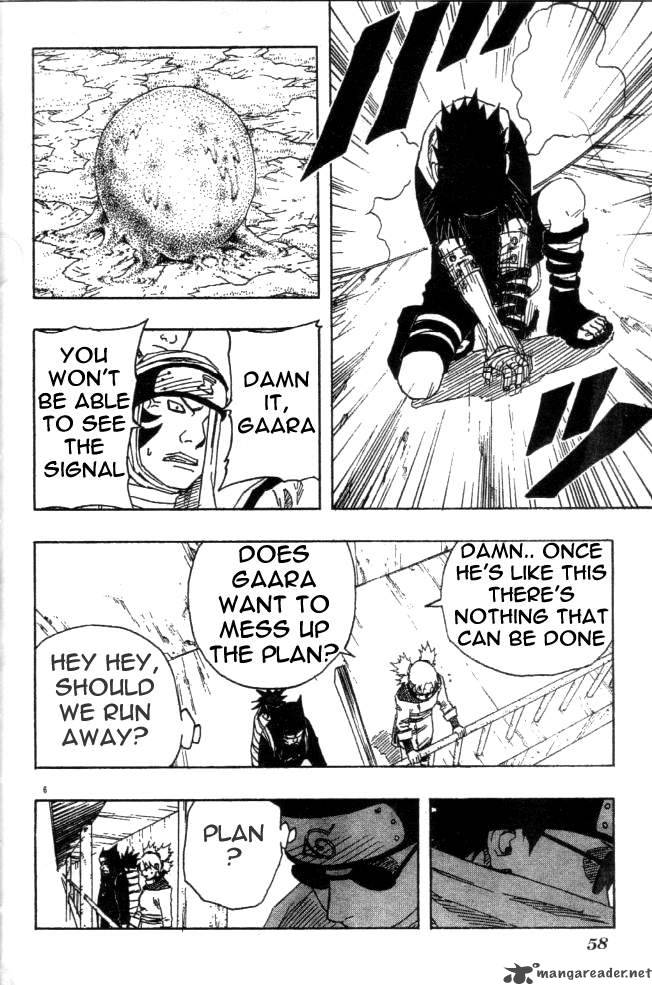 DAMN
IT,
GAARA
YOU
WON'T
BE ABLE
TO SEE
THE
SIGNAL
DAMN.. ONCE
HE'S LIKE THIS
THERE'S
NOTHING THAT
CAN BE DONE
DOES
GAARA
WANT TO
MESS UP
THE PLAN?
HEY HEY,
SHOULD
WE RUN
AWAY?
6
PLAN
?
58
mangareader.net